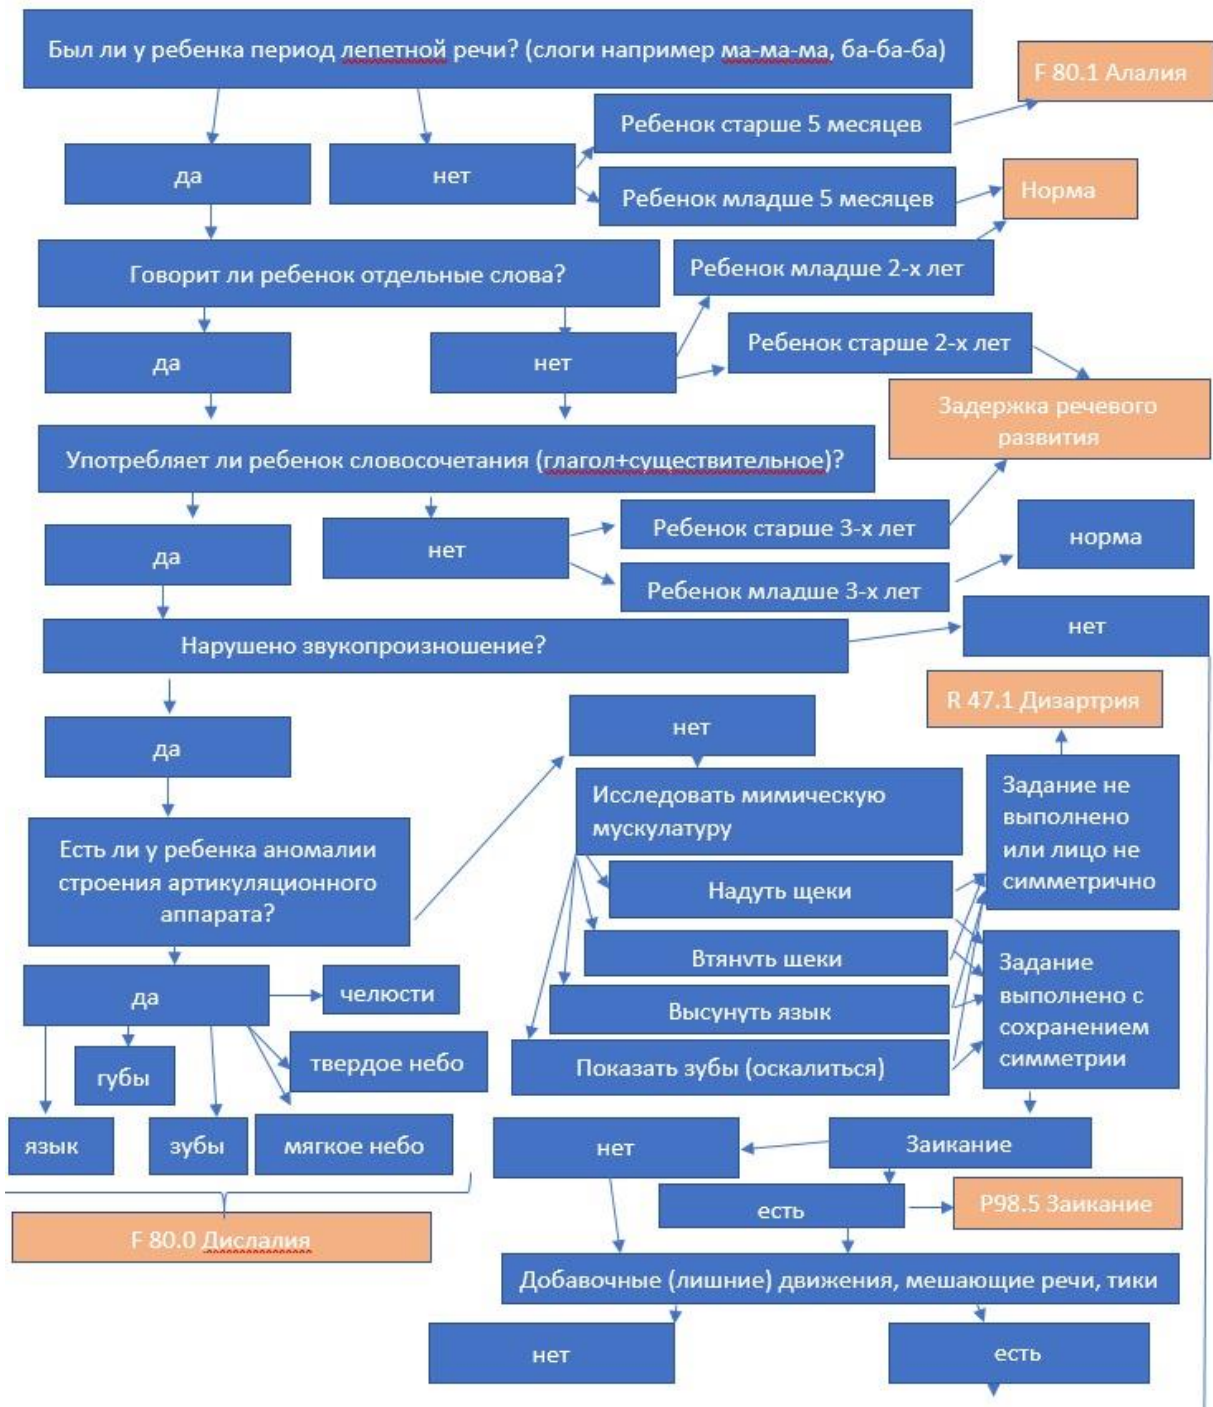 Был ли у ребенка период лепетной речи? (слоги например ма-ма-ма, ба-ба-ба)
F 80.1 Алалия
Ребенок старше 5 месяцев
да
нет
Ребенок младше 5 месяцев
Норма
Говорит ли ребенок отдельные слова?
Ребенок младше 2-х лет
да
нет
Ребенок старше 2-х лет
Задержка речевого
развития
Употребляет ли ребенок словосочетания (глагол+существительное)?
да
нет
Ребенок старше 3-х лет
норма
Ребенок младше 3-х лет
Нарушено звукопроизношение?
нет
R 47.1 Дизартрия
да
нет
Исследовать мимическую
мускулатуру
Задание не
выполнено
или лицо не
симметрично
Есть ли у ребенка аномалии
строения артикуляционного
аппарата?
Надуть щеки
Втянуть щеки
Высунуть язык
Показать зубы (оскалиться)
Задание
выполнено с
сохранением
симметрии
да
челюсти
губы
твердое небо
язык
зубы
мягкое небо
F 80.0 Дислалия
нет
Заикание
есть
P98.5 Заикание
Добавочные (лишние) движения, мешающие речи, тики
нет
есть